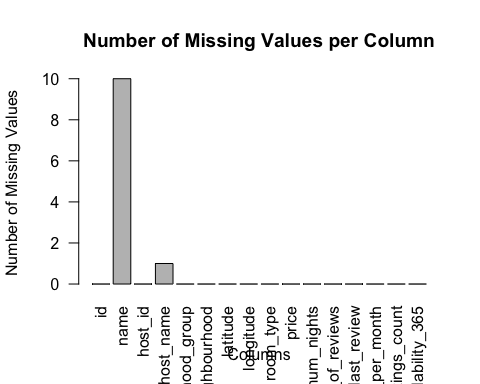 Number of Missing Values per Column
Number of Missing Values
10
8
6
4
2
0
id
name
host_id
host_name
ood_group
ghbourhood
latitude
longitude
room_type
price
num_nights
of_reviews
last_review
per_month
ings_count
lability_365
Columns